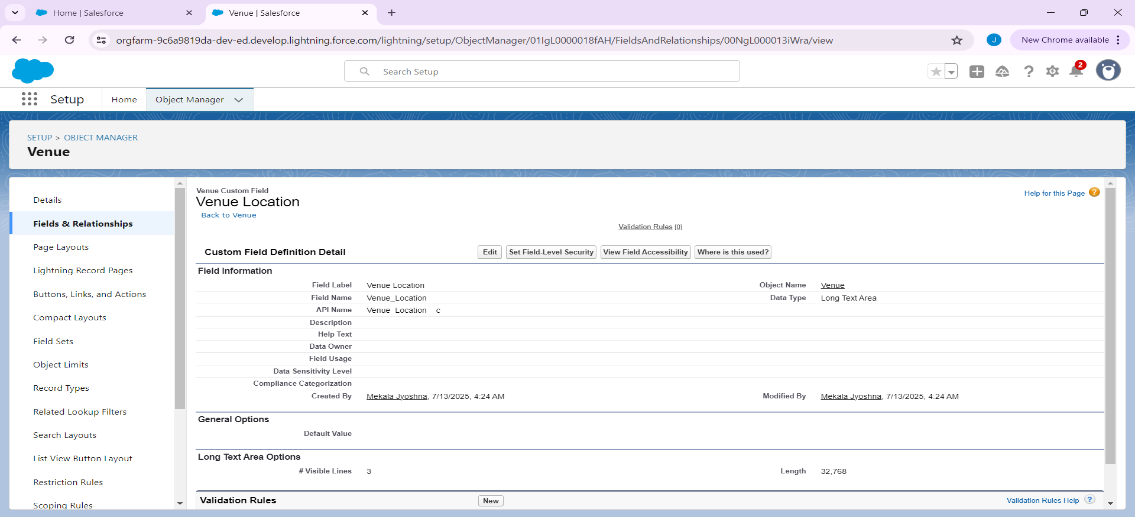 Home | Salesforce
Venue | Salesforce
orgfarm-9c6a9819da-dev-ed.develop.lightning.force.com/lightning/setup/ObjectManager/01IgL0000018fAH/FieldsAndRelationships/00NgL000013iWra/view
J
New Chrome available
Search Setup
2
Setup
Home
Object Manager
SETUP > OBJECT MANAGER
Venue
Details
Fields & Relationships
Page Layouts
Lightning Record Pages
Buttons, Links, and Actions
Compact Layouts
Field Sets
Object Limits
Record Types
Related Lookup Filters
Search Layouts
List View Button Layout
Restriction Rules
Scoping Rules
Venue Custom Field
Venue Location
Back to Venue
Help for this Page ?
Validation Rules [0]
Custom Field Definition Detail
Edit
Set Field-Level Security
View Field Accessibility
Where is this used?
Field Information
Field Label Venue Location Object Name Venue
Field Name Venue_Location Data Type Long Text Area
API Name Venue_Location__c
Description
Help Text
Data Owner
Field Usage
Data Sensitivity Level
Compliance Categorization
Created By Mekala Jyoshna, 7/13/2025, 4:24 AM Modified By Mekala Jyoshna, 7/13/2025, 4:24 AM
General Options
Default Value
Long Text Area Options
# Visible Lines 3 Length 32,768
Validation Rules
New
Validation Rules Help ?